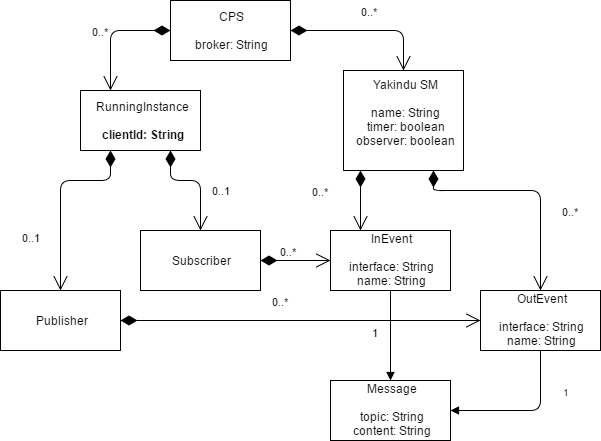 CPS
broker: String
0..*
0..*
RunningInstance
clientId: String
Yakindu SM
name: String
timer: boolean
observer: boolean
0..1
0..*
0..*
0..1
Subscriber
0..*
InEvent
interface: String
name: String
Publisher
0..*
OutEvent
interface: String
name: String
1
1
Message
topic: String
content: String